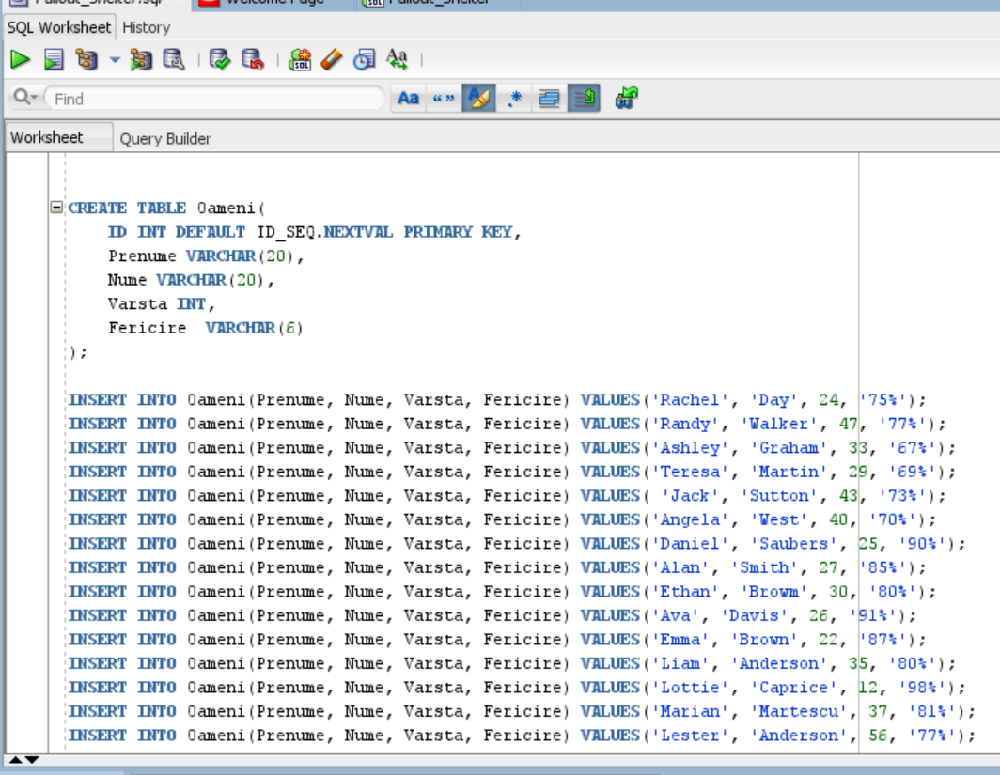 Fallout_Shelter.sql Welcome Page Fallout_Shelter
SQL Worksheet History
SQL Aa
Find Aa “ ” .*
Worksheet Query Builder
CREATE TABLE Oameni(
ID INT DEFAULT ID_SEQ.NEXTVAL PRIMARY KEY,
Prenume VARCHAR(20),
Nume VARCHAR(20),
Varsta INT,
Fericire  VARCHAR(6)
);
INSERT INTO Oameni(Prenume, Nume, Varsta, Fericire) VALUES('Rachel', 'Day', 24, '75%');
INSERT INTO Oameni(Prenume, Nume, Varsta, Fericire) VALUES('Randy', 'Walker', 47, '77%');
INSERT INTO Oameni(Prenume, Nume, Varsta, Fericire) VALUES('Ashley', 'Graham', 33, '67%');
INSERT INTO Oameni(Prenume, Nume, Varsta, Fericire) VALUES('Teresa', 'Martin', 29, '69%');
INSERT INTO Oameni(Prenume, Nume, Varsta, Fericire) VALUES( 'Jack', 'Sutton', 43, '73%');
INSERT INTO Oameni(Prenume, Nume, Varsta, Fericire) VALUES('Angela', 'West', 40, '70%');
INSERT INTO Oameni(Prenume, Nume, Varsta, Fericire) VALUES('Daniel', 'Saubers', 25, '90%');
INSERT INTO Oameni(Prenume, Nume, Varsta, Fericire) VALUES('Alan', 'Smith', 27, '85%');
INSERT INTO Oameni(Prenume, Nume, Varsta, Fericire) VALUES('Ethan', 'Browm', 30, '80%');
INSERT INTO Oameni(Prenume, Nume, Varsta, Fericire) VALUES('Ava', 'Davis', 26, '91%');
INSERT INTO Oameni(Prenume, Nume, Varsta, Fericire) VALUES('Emma', 'Brown', 22, '87%');
INSERT INTO Oameni(Prenume, Nume, Varsta, Fericire) VALUES('Liam', 'Anderson', 35, '80%');
INSERT INTO Oameni(Prenume, Nume, Varsta, Fericire) VALUES('Lottie', 'Caprice', 12, '98%');
INSERT INTO Oameni(Prenume, Nume, Varsta, Fericire) VALUES('Marian', 'Martescu', 37, '81%');
INSERT INTO Oameni(Prenume, Nume, Varsta, Fericire) VALUES('Lester', 'Anderson', 56, '77%');